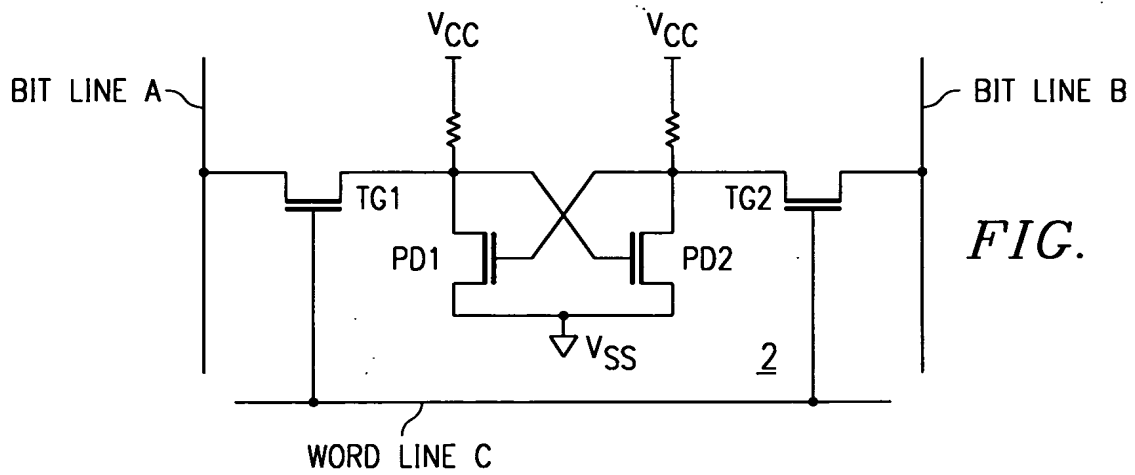 V_CC
V_CC
BIT LINE A
BIT LINE B
TG1
TG2
PD1
PD2
FIG.
V_SS
2
WORD LINE C